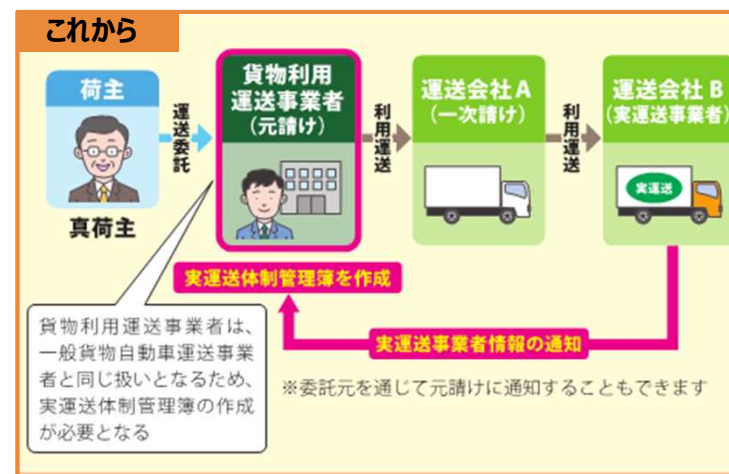 これから
荷主
真荷主
運送委託
貨物利用
運送事業者
(元請け)
利用運送
運送会社A
(一次請け)
利用運送
運送会社B
(実運送事業者)
実運送
実運送体制管理簿を作成
実運送事業者情報の通知
※委託元を通じて元請けに通知することもできます
貨物利用運送事業者は、
一般貨物自動車運送事業
者と同じ扱いとなるため、
実運送体制管理簿の作成
が必要となる